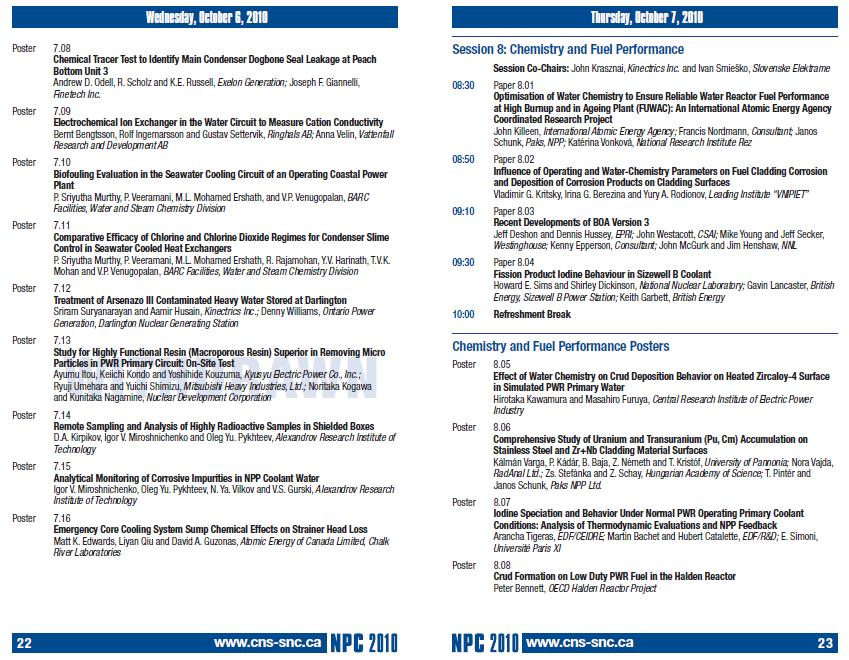 Wednesday, October 6, 2010
Poster 7.08
Chemical Tracer Test to Identify Main Condenser Dogbone Seal Leakage at Peach
Bottom Unit 3
Andrew D. Odell, R. Scholz and K.E. Russell, Exelon Generation; Joseph F. Giannelli,
Finetech Inc.
Poster 7.09
Electrochemical Ion Exchanger in the Water Circuit to Measure Cation Conductivity
Bernt Bengtsson, Rolf Ingemarsson and Gustav Settervik, Ringhals AB; Anna Velin, Vattenfall
Research and Development AB
Poster 7.10
Biofouling Evaluation in the Seawater Cooling Circuit of an Operating Coastal Power
Plant
P. Sriyutha Murthy, P. Veeramani, M.L. Mohamed Ershath, and V.P. Venugopalan, BARC
Facilities, Water and Steam Chemistry Division
Poster 7.11
Comparative Efficacy of Chlorine and Chlorine Dioxide Regimes for Condenser Slime
Control in Seawater Cooled Heat Exchangers
P. Sriyutha Murthy, P. Veeramani, M.L. Mohamed Ershath, R. Rajamohan, Y.V. Harinath, T.V.K.
Mohan and V.P. Venugopalan, BARC Facilities, Water and Steam Chemistry Division
Poster 7.12
Treatment of Arsenazo III Contaminated Heavy Water Stored at Darlington
Sriram Suryanarayan and Aamir Husain, Kinectrics Inc.; Denny Williams, Ontario Power
Generation, Darlington Nuclear Generating Station
Poster 7.13
Study for Highly Functional Resin (Macroporous Resin) Superior in Removing Micro
Particles in PWR Primary Circuit: On-Site Test
Ayumu Itou, Keiichi Kondo and Yoshihide Kouzuma, Kyusyu Electric Power Co., Inc.;
Ryuji Umehara and Yuichi Shimizu, Mitsubishi Heavy Industries, Ltd.; Noritaka Kogawa
and Kunitaka Nagamine, Nuclear Development Corporation
Poster 7.14
Remote Sampling and Analysis of Highly Radioactive Samples in Shielded Boxes
D.A. Kirpikov, Igor V. Miroshnichenko and Oleg Yu. Pykhteev, Alexandrov Research Institute of
Technology
Poster 7.15
Analytical Monitoring of Corrosive Impurities in NPP Coolant Water
Igor V. Miroshnichenko, Oleg Yu. Pykhteev, N. Ya. Vilkov and V.S. Gurski, Alexandrov Research
Institute of Technology
Poster 7.16
Emergency Core Cooling System Sump Chemical Effects on Strainer Head Loss
Matt K. Edwards, Liyan Qiu and David A. Guzonas, Atomic Energy of Canada Limited, Chalk
River Laboratories
22 www.cns-snc.ca NPC 2010
Thursday, October 7, 2010
Session 8: Chemistry and Fuel Performance
Session Co-Chairs: John Krasznai, Kinectrics Inc. and Ivan Smieško, Slovenske Elektrame
08:30 Paper 8.01
Optimisation of Water Chemistry to Ensure Reliable Water Reactor Fuel Performance
at High Burnup and in Ageing Plant (FUWAC): An International Atomic Energy Agency
Coordinated Research Project
John Killeen, International Atomic Energy Agency; Francis Nordmann, Consultant; Janos
Schunk, Paks, NPP; Katérina Vonková, National Research Institute Rez
08:50 Paper 8.02
Influence of Operating and Water-Chemistry Parameters on Fuel Cladding Corrosion
and Deposition of Corrosion Products on Cladding Surfaces
Vladimir G. Kritsky, Irina G. Berezina and Yury A. Rodionov, Leading Institute "VNIPIET"
09:10 Paper 8.03
Recent Developments of BOA Version 3
Jeff Deshon and Dennis Hussey, EPRI; John Westacott, CSAI; Mike Young and Jeff Secker,
Westinghouse; Kenny Epperson, Consultant; John McGurk and Jim Henshaw, NNL
09:30 Paper 8.04
Fission Product Iodine Behaviour in Sizewell B Coolant
Howard E. Sims and Shirley Dickinson, National Nuclear Laboratory; Gavin Lancaster, British
Energy, Sizewell B Power Station; Keith Garbett, British Energy
10:00 Refreshment Break
Chemistry and Fuel Performance Posters
Poster 8.05
Effect of Water Chemistry on Crud Deposition Behavior on Heated Zircaloy-4 Surface
in Simulated PWR Primary Water
Hirotaka Kawamura and Masahiro Furuya, Central Research Institute of Electric Power
Industry
Poster 8.06
Comprehensive Study of Uranium and Transuranium (Pu, Cm) Accumulation on
Stainless Steel and Zr+Nb Cladding Material Surfaces
Kálmán Varga, P. Kádár, B. Baja, Z. Németh and T. Kristóf, University of Pannonia; Nora Vajda,
RadAnal Ltd.; Zs. Stefánka and Z. Schay, Hungarian Academy of Science; T. Pintér and
Janos Schunk, Paks NPP Ltd.
Poster 8.07
Iodine Speciation and Behavior Under Normal PWR Operating Primary Coolant
Conditions: Analysis of Thermodynamic Evaluations and NPP Feedback
Arancha Tigeras, EDF/CEIDRE; Martin Bachet and Hubert Catalette, EDF/R&D; E. Simoni,
Université Paris XI
Poster 8.08
Crud Formation on Low Duty PWR Fuel in the Halden Reactor
Peter Bennett, OECD Halden Reactor Project
NPC 2010 www.cns-snc.ca 23